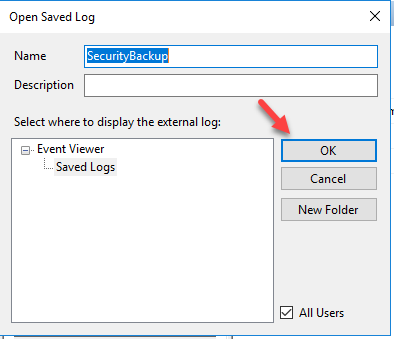 Open Saved Log
Name
SecurityBackup
Description
Select where to display the external log:
Event Viewer
Saved Logs
OK
Cancel
New Folder
All Users